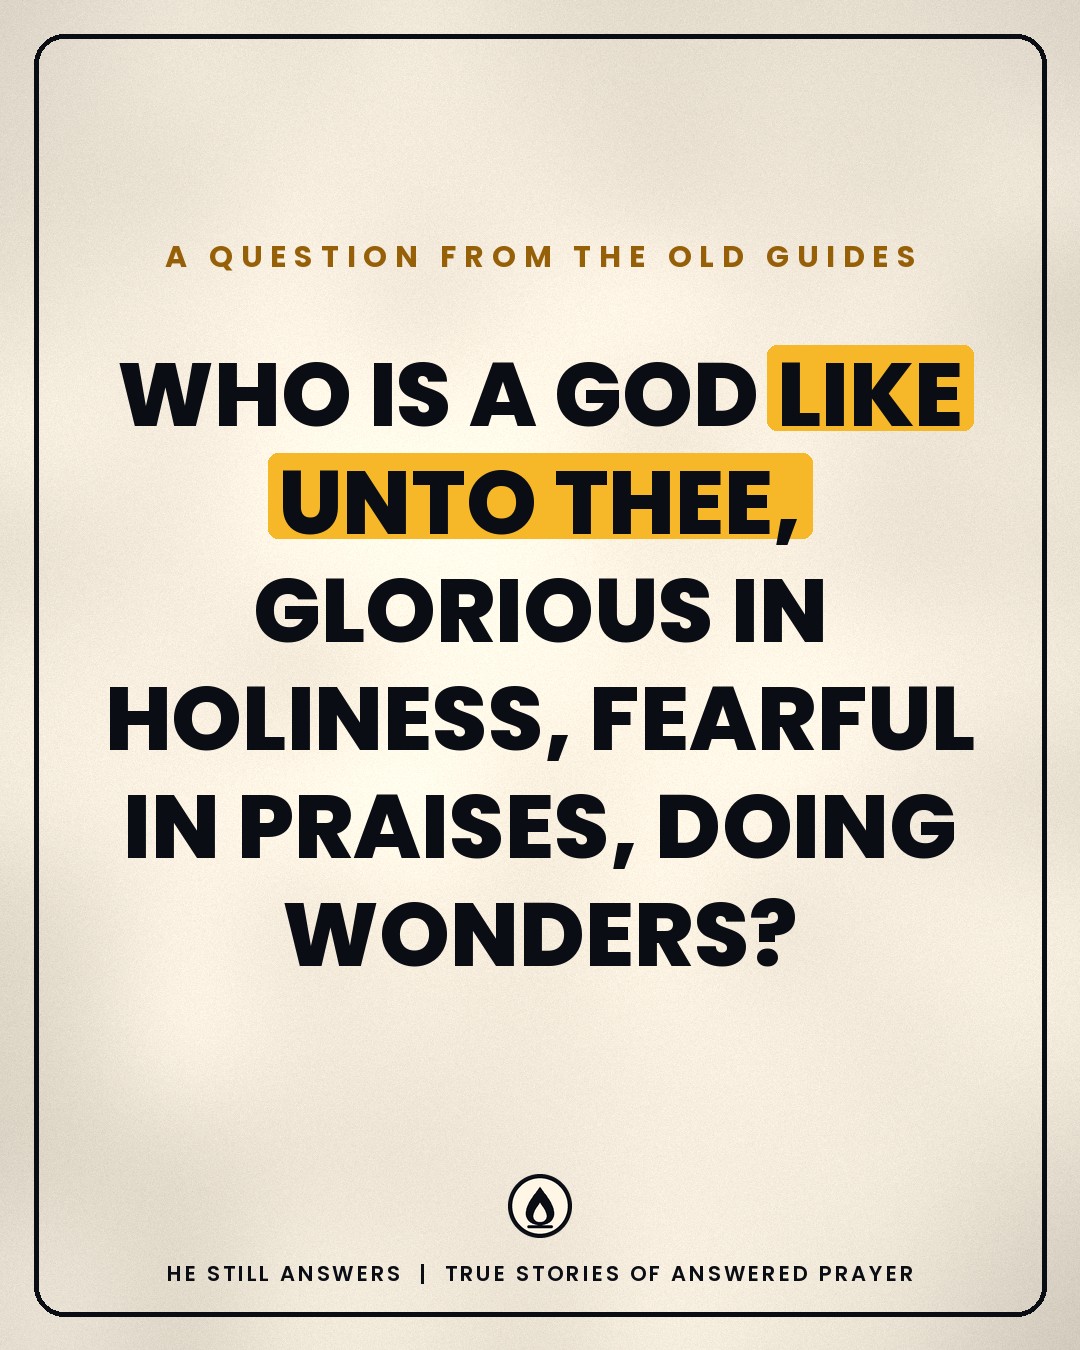 A QUESTION FROM THE OLD GUIDES
WHO IS A GOD LIKE
UNTO THEE,
GLORIOUS IN
HOLINESS, FEARFUL
IN PRAISES, DOING
WONDERS?
HE STILL ANSWERS | TRUE STORIES OF ANSWERED PRAYER